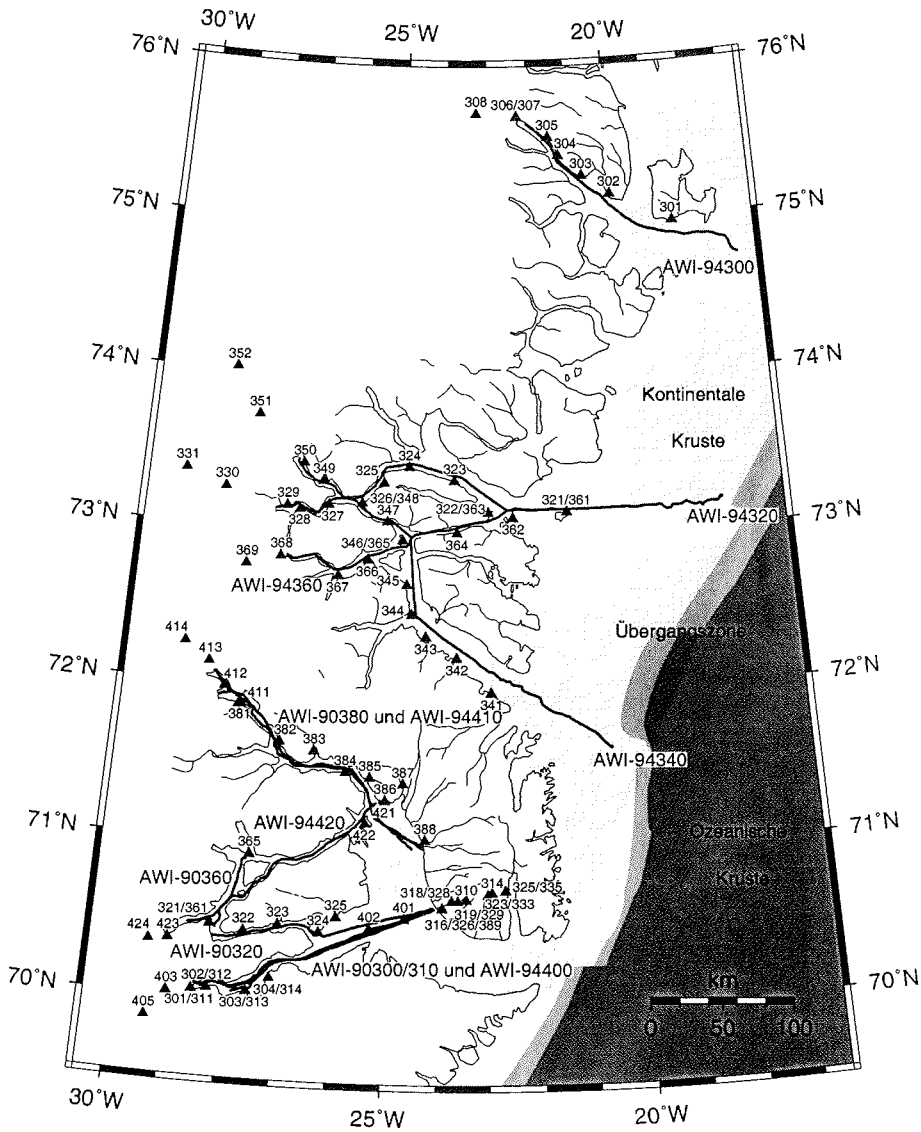 30°W
25°W
20°W
76°N
76°N
308
306/307
305
304
303
302
301
75°N
75°N
AWI-94300
74°N
74°N
352
351
Kontinentale
Kruste
331
330
350
349
325
324
323
329
328
327
326/348
347
322/363
321/361
362
364
73°N
73°N
AWI-94320
369
368
346/365
366
367
345
AWI-94360
344
343
342
341
Übergangszone
414
413
412
411
381
72°N
72°N
AWI-90380 und AWI-94410
382
383
384
385
387
386
AWI-94340
421
422
388
71°N
71°N
AWI-94420
365
AWI-90360
Ozeanische
Kruste
321/361
322
323
324
325
402
401
318/328
310
314
325/335
323/333
319/329
316/326/389
424
423
AWI-90320
70°N
70°N
AWI-90300/310 und AWI-94400
403
302/312
301/311
303/313
304/314
405
km
0
50
100
30°W
25°W
20°W